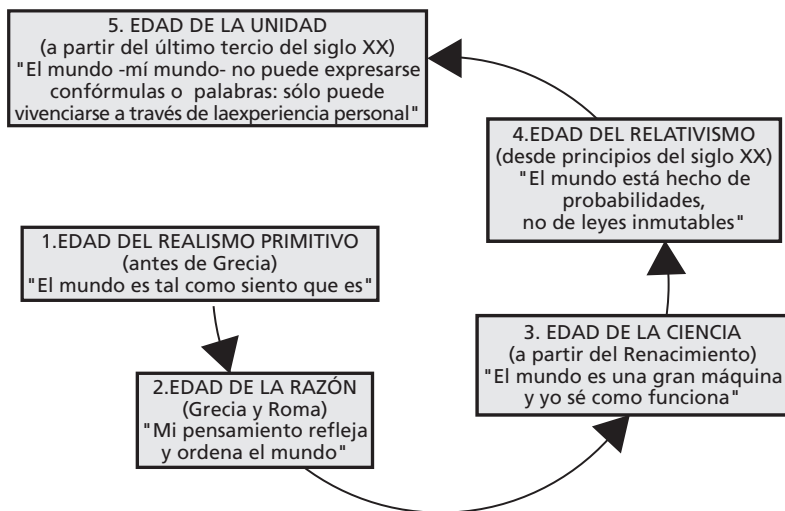 5. EDAD DE LA UNIDAD
(a partir del último tercio del siglo XX)
"El mundo -mí mundo- no puede expresarse
confórmulas o palabras: sólo puede
vivenciarse a través de laexperiencia personal"
4.EDAD DEL RELATIVISMO
(desde principios del siglo XX)
"El mundo está hecho de
probabilidades,
no de leyes inmutables"
1.EDAD DEL REALISMO PRIMITIVO
(antes de Grecia)
"El mundo es tal como siento que es"
3. EDAD DE LA CIENCIA
(a partir del Renacimiento)
"El mundo es una gran máquina
y yo sé como funciona"
2.EDAD DE LA RAZÓN
(Grecia y Roma)
"Mi pensamiento refleja
y ordena el mundo"